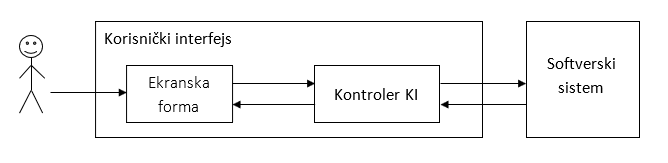 Korisnički interfejs
Ekranska
forma
Kontroler KI
Softverski
sistem